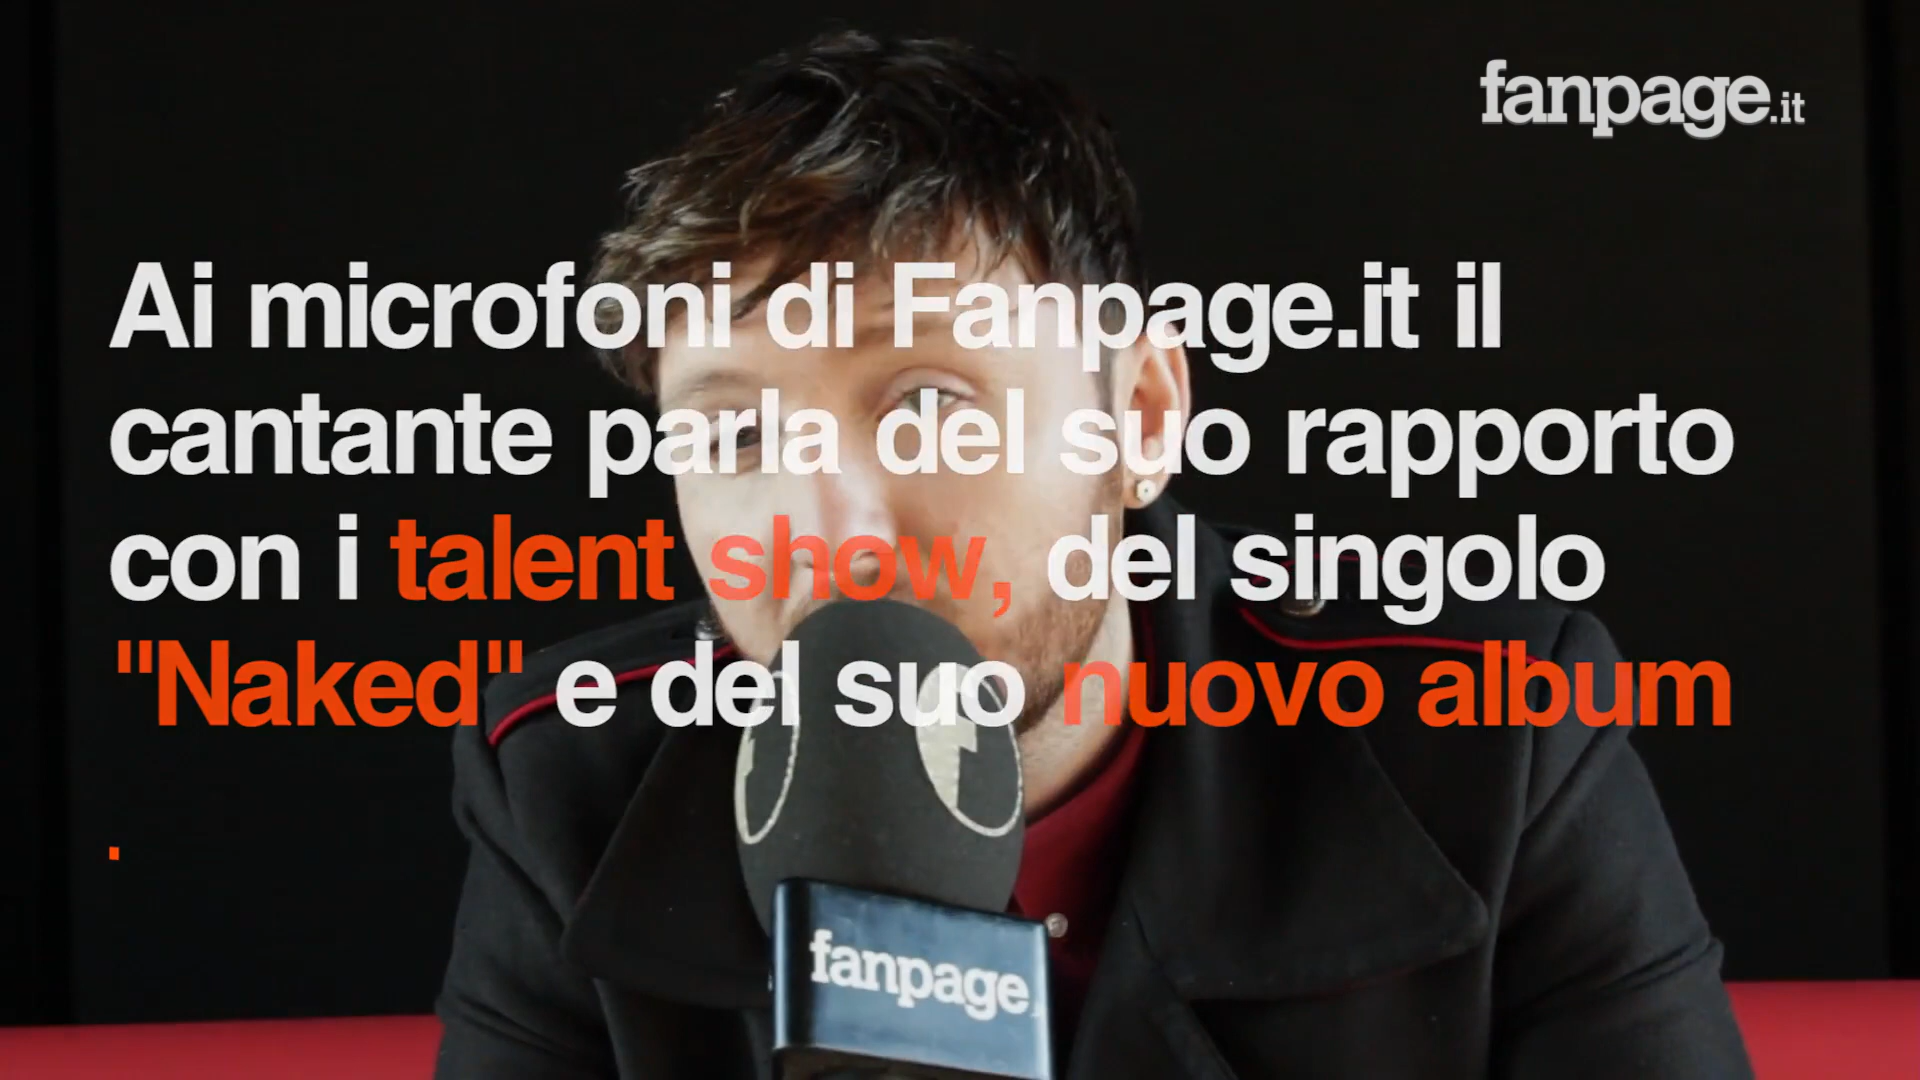 fanpage.it
Ai microfoni di Fanpage.it il
cantante parla del suo rapporto
con i talent show, del singolo
"Naked" e del suo nuovo album
.
fanpage